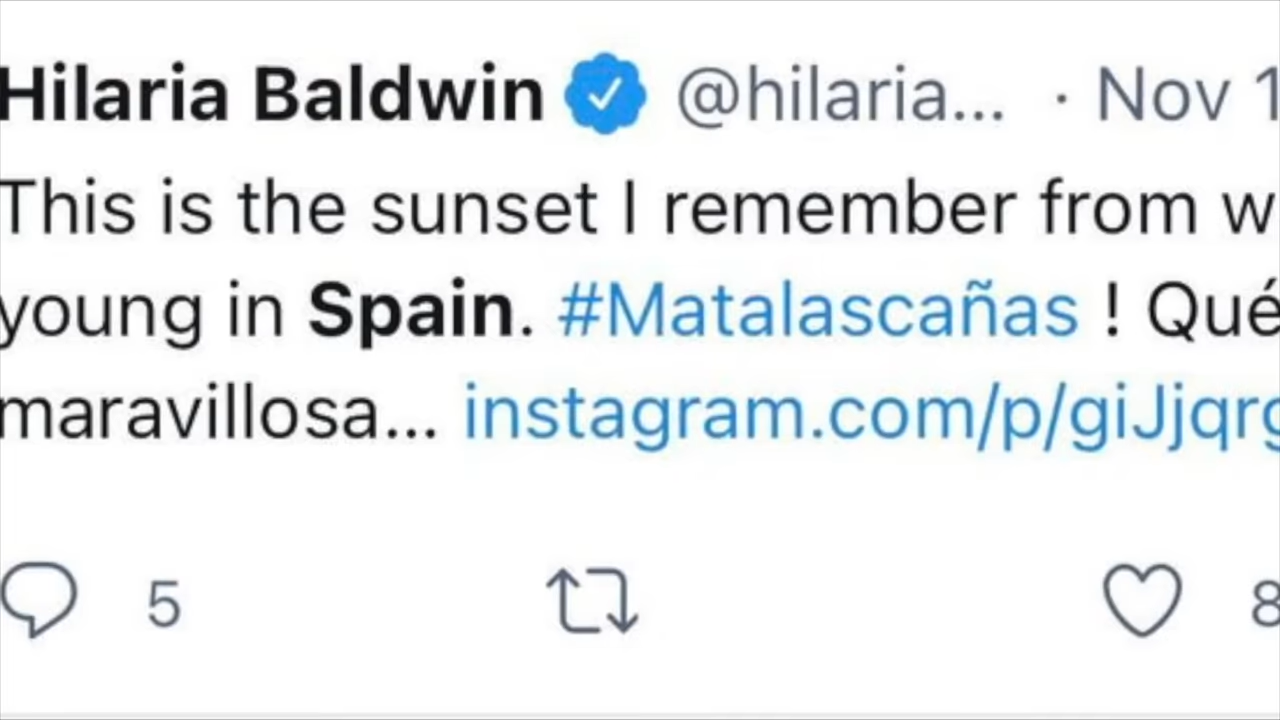 Hilaria Baldwin @hilaria... · Nov 1
This is the sunset I remember from w
young in Spain. #Matalascañas ! Qué
maravillosa... instagram.com/p/giJjqrg
5 8